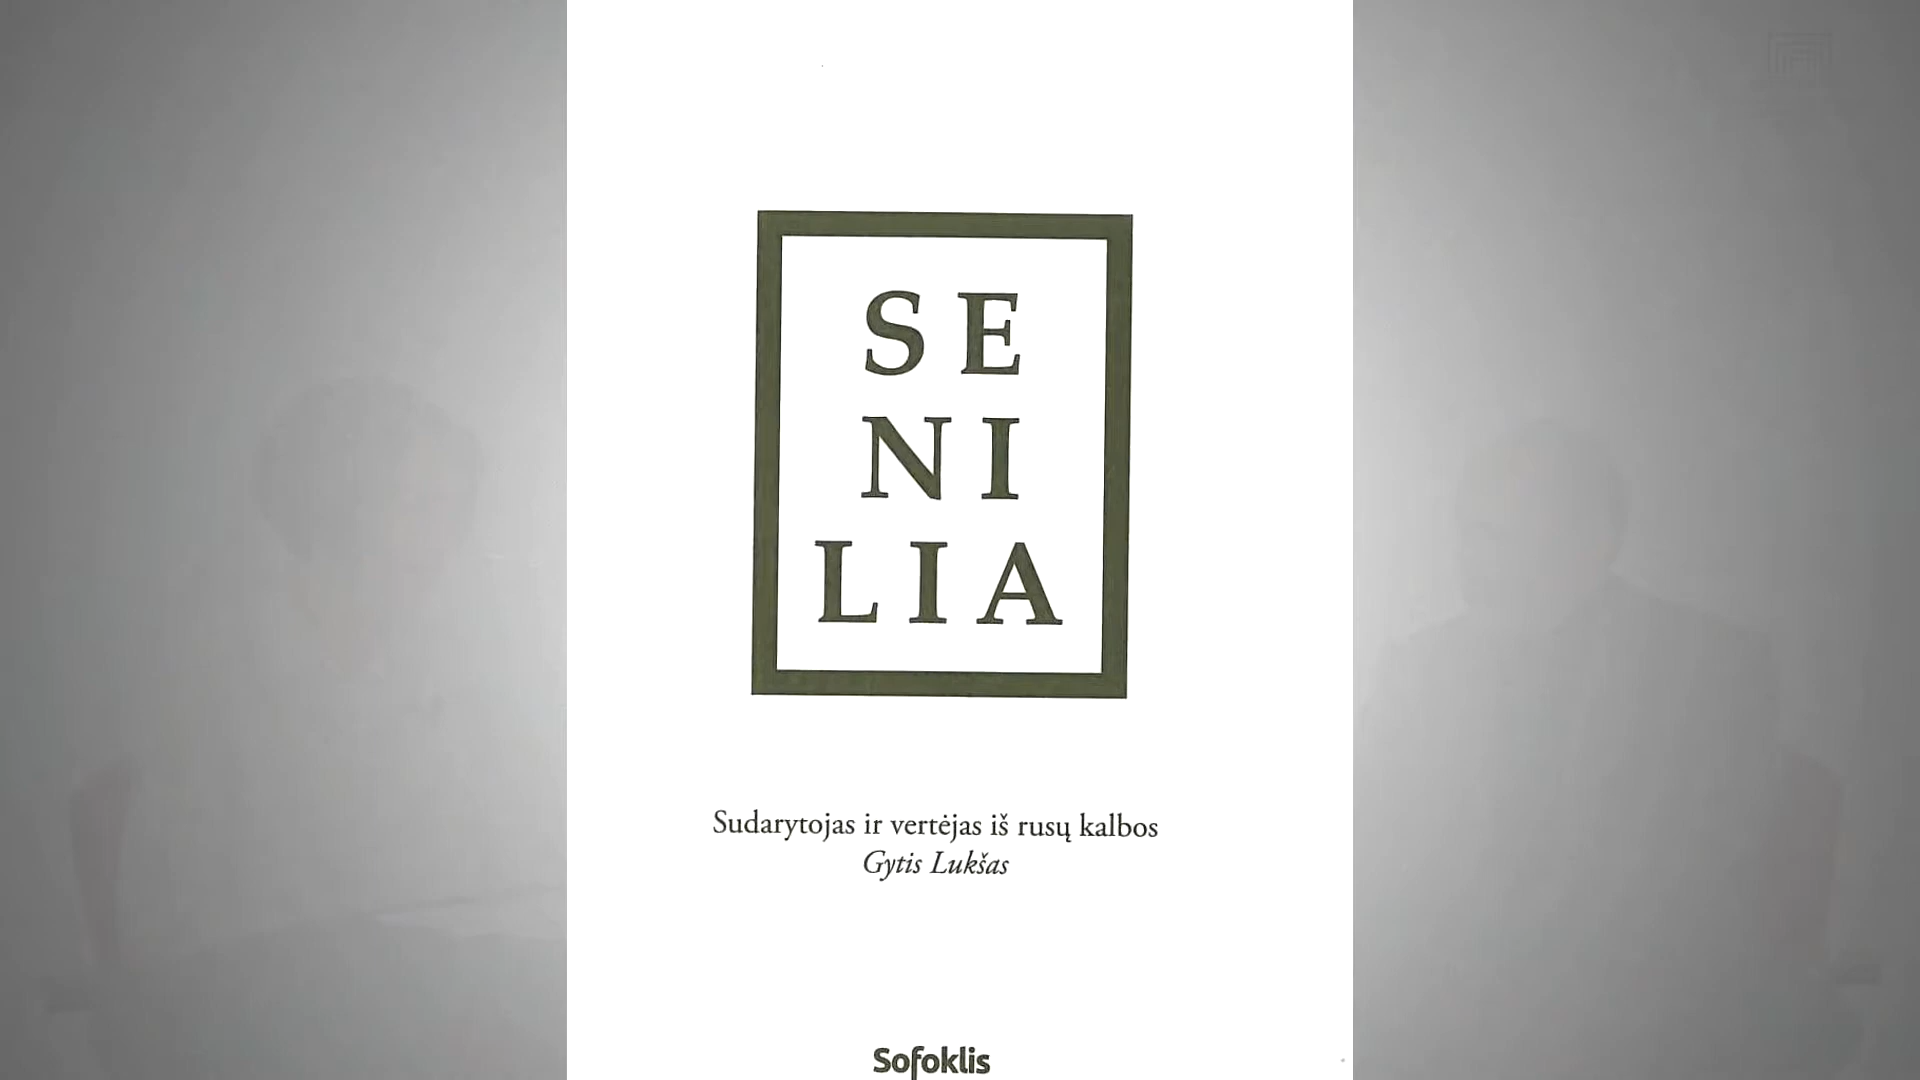 SE
NI
LIA
Sudarytojas ir vertėjas iš rusų kalbos
Gytis Lukšas
Sofoklis